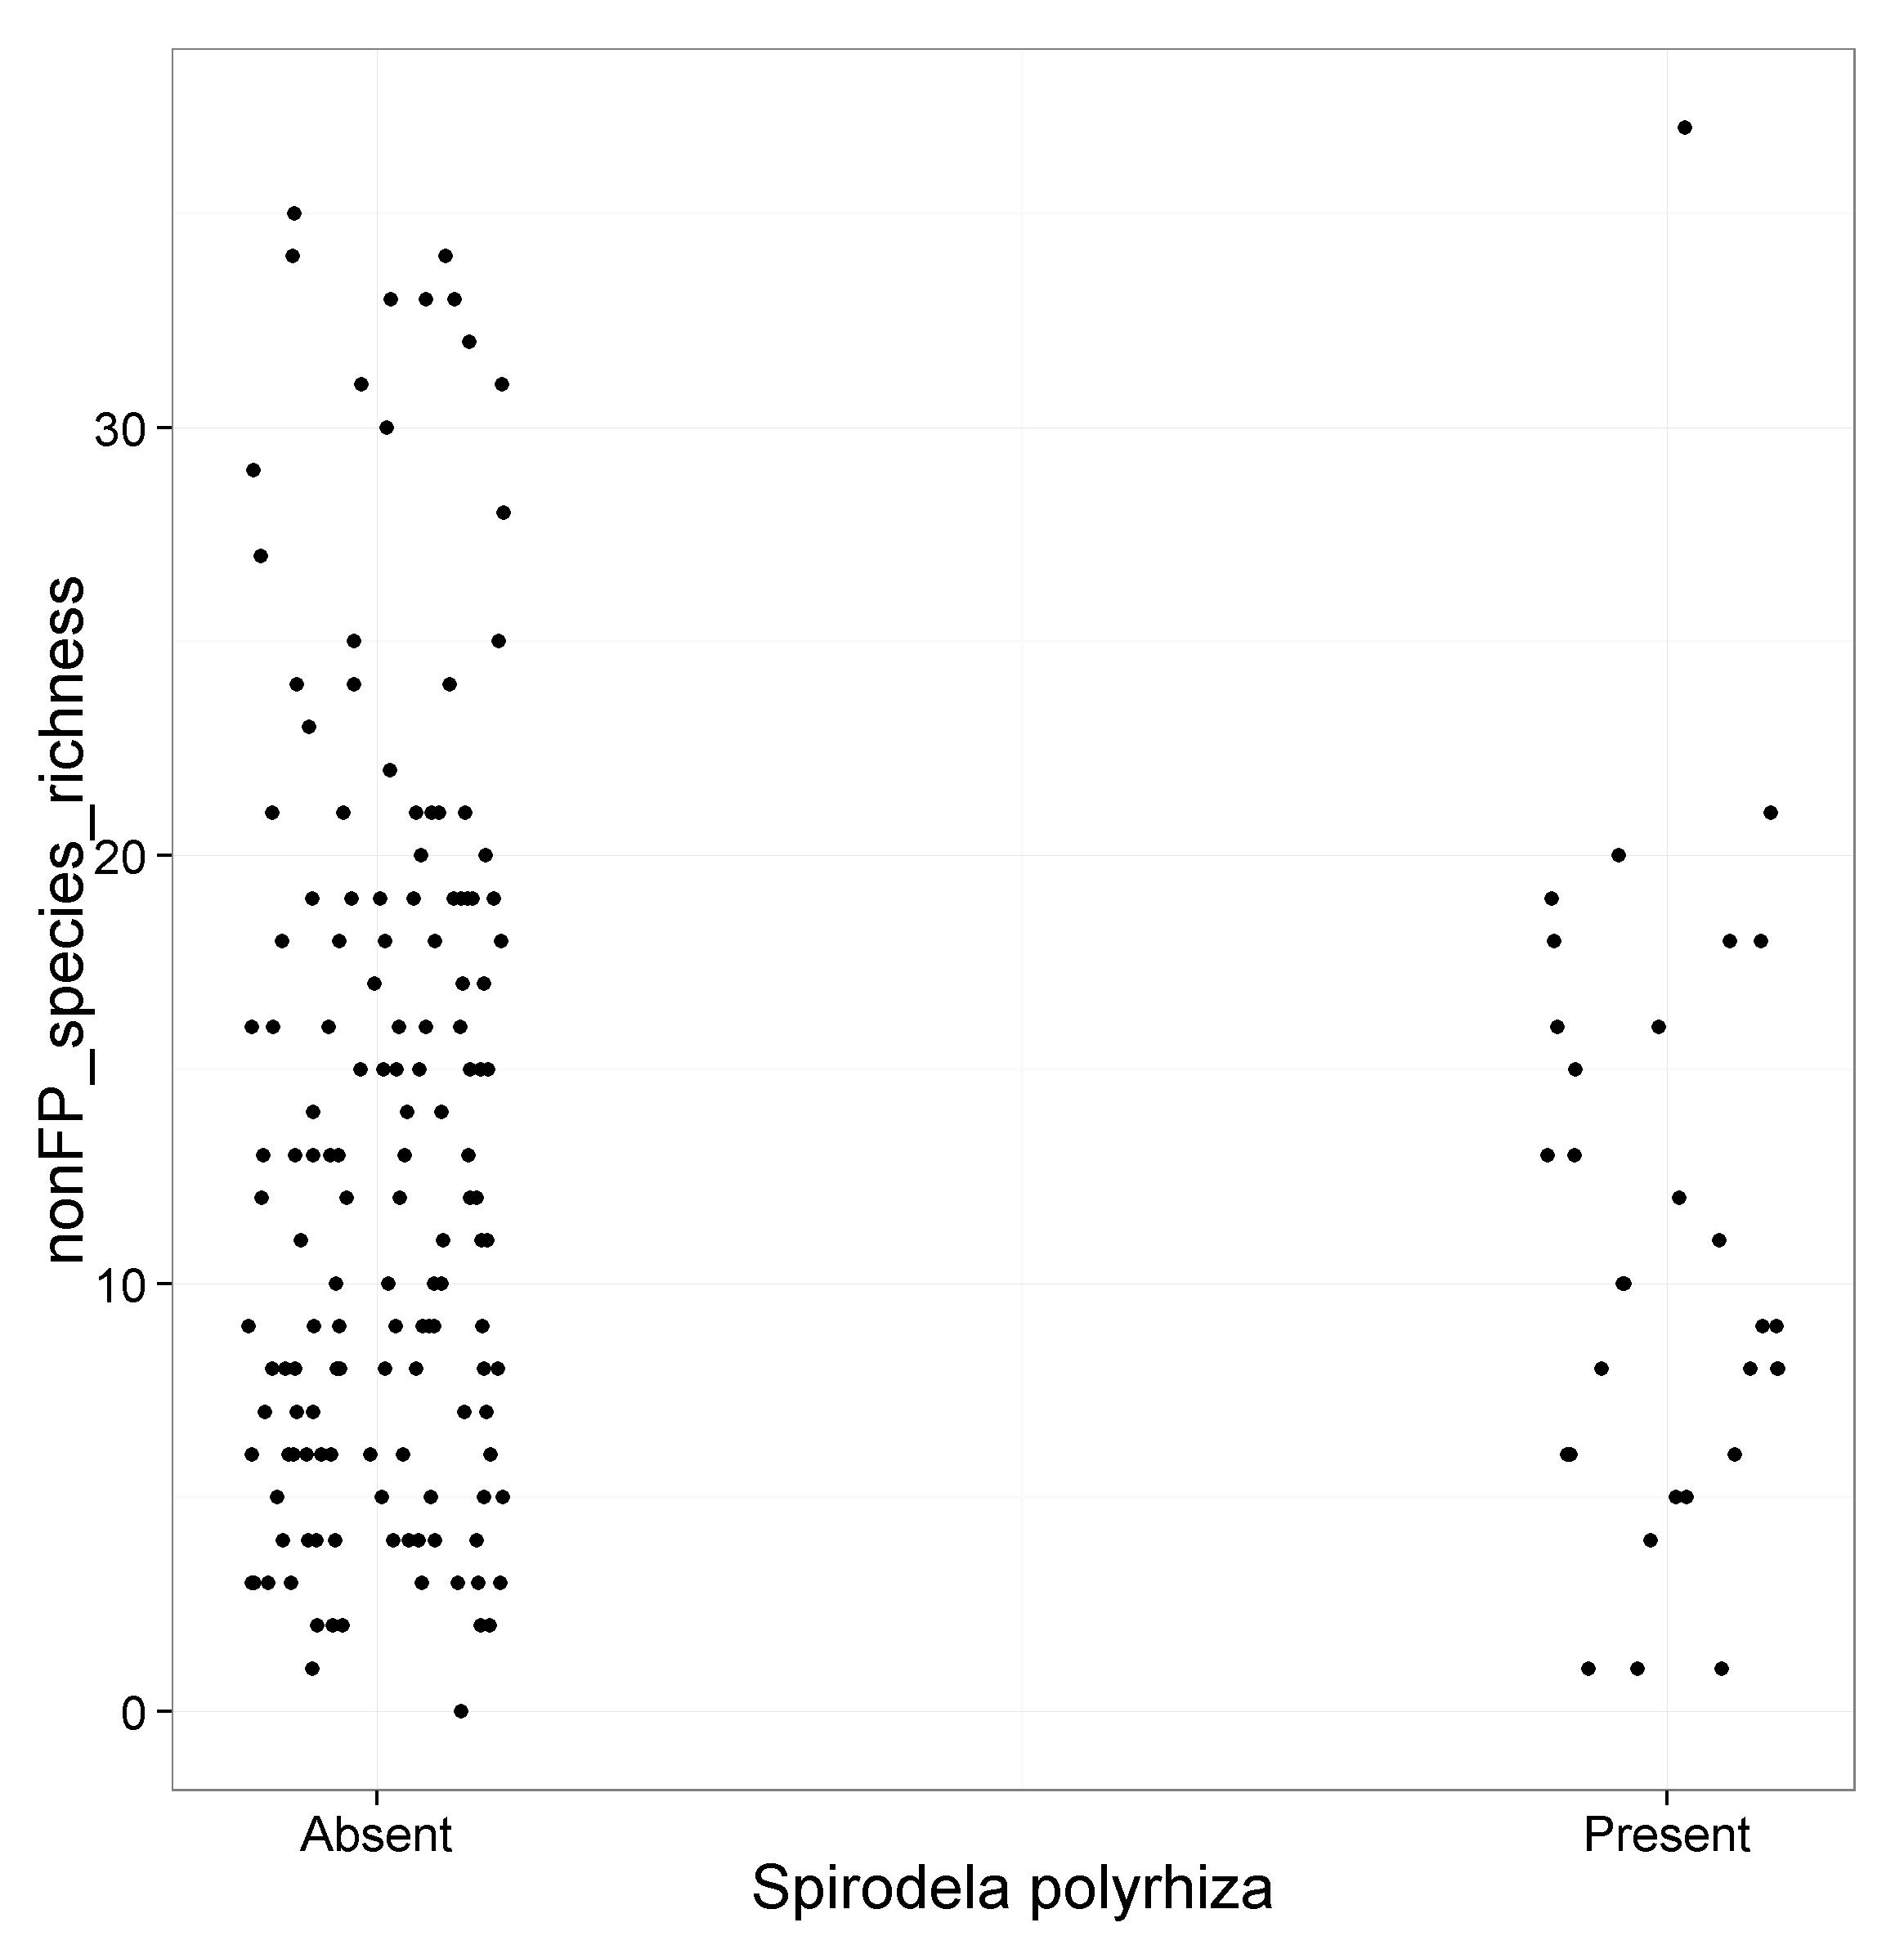 nonFP_species_richness
30
20
10
0
Absent
Present
Spirodela polyrhiza